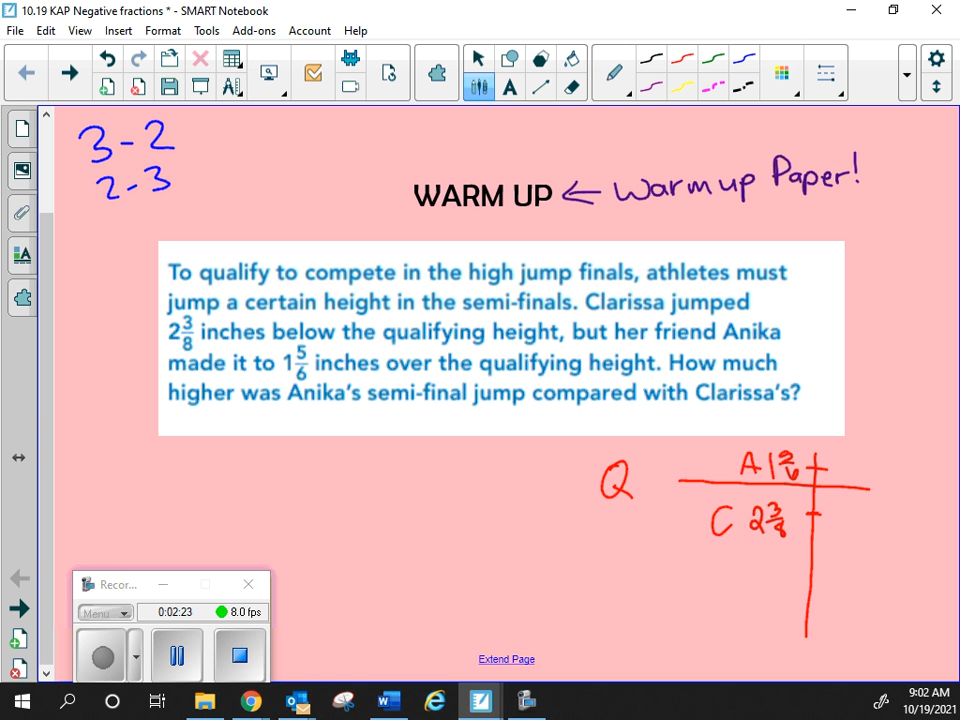 10.19 KAP Negative fractions * - SMART Notebook
File Edit View Insert Format Tools Add-ons Account Help
3 - 2
2 - 3
WARM UP ← Warm up Paper!
To qualify to compete in the high jump finals, athletes must
jump a certain height in the semi-finals. Clarissa jumped
2 3/8 inches below the qualifying height, but her friend Anika
made it to 1 5/6 inches over the qualifying height. How much
higher was Anika's semi-final jump compared with Clarissa's?
Q
A 1 5/6
C 2 3/8
Recor...
Menu
0:02:23
8.0 fps
Extend Page
9:02 AM
10/19/2021